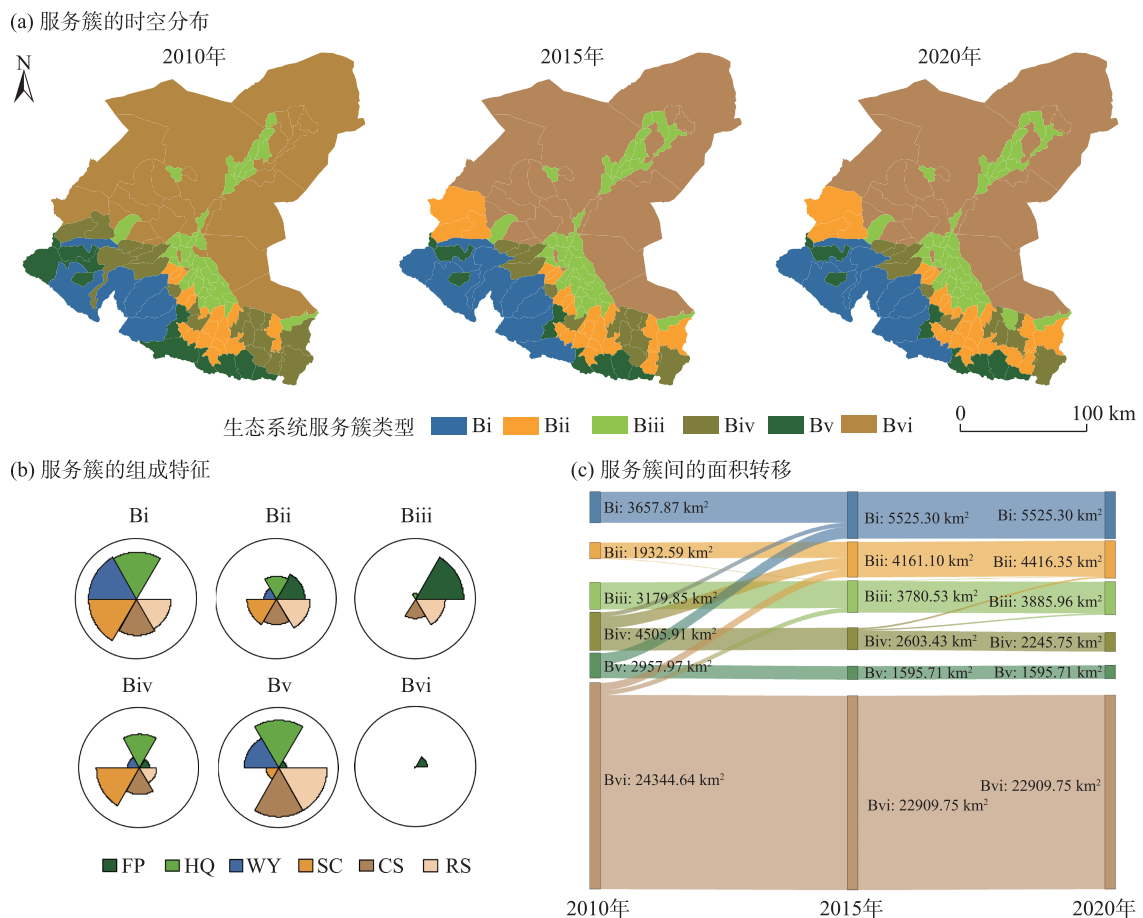 (a) 服务簇的时空分布
N
2010年
2015年
2020年
生态系统服务簇类型
Bi
Bii
Biii
Biv
Bv
Bvi
0
100 km
(b) 服务簇的组成特征
Bi
Bii
Biii
Biv
Bv
Bvi
FP
HQ
WY
SC
CS
RS
(c) 服务簇间的面积转移
Bi: 3657.87 km²
Bi: 5525.30 km²
Bi: 5525.30 km²
Bii: 1932.59 km²
Bii: 4161.10 km²
Bii: 4416.35 km²
Biii: 3179.85 km²
Biii: 3780.53 km²
Biii: 3885.96 km²
Biv: 4505.91 km²
Biv: 2603.43 km²
Biv: 2245.75 km²
Bv: 2957.97 km²
Bv: 1595.71 km²
Bv: 1595.71 km²
Bvi: 24344.64 km²
Bvi: 22909.75 km²
Bvi: 22909.75 km²
2010年
2015年
2020年